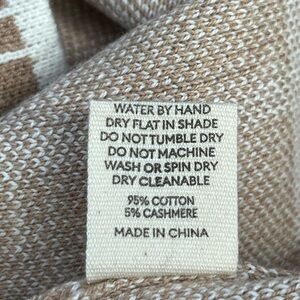 WATER BY HAND
DRY FLAT IN SHADE
DO NOT TUMBLE DRY
DO NOT MACHINE
WASH OR SPIN DRY
DRY CLEANABLE
95% COTTON
5% CASHMERE
MADE IN CHINA